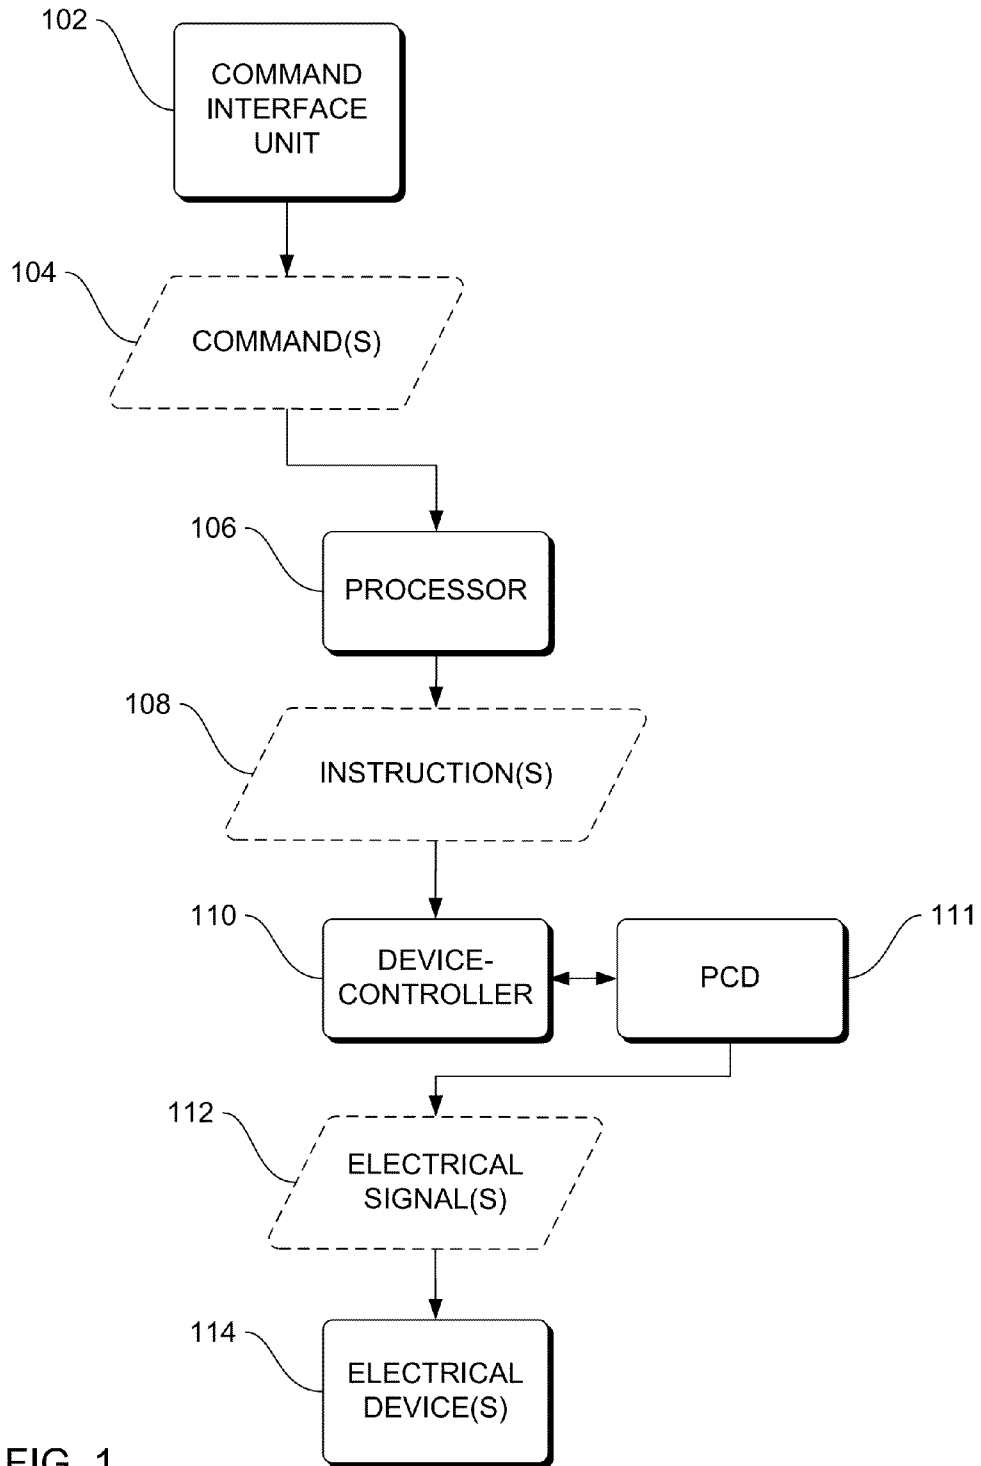 102
COMMAND
INTERFACE
UNIT
104
COMMAND(S)
106
PROCESSOR
108
INSTRUCTION(S)
110
DEVICE-
CONTROLLER
PCD
111
112
ELECTRICAL
SIGNAL(S)
114
ELECTRICAL
DEVICE(S)
FIG. 1